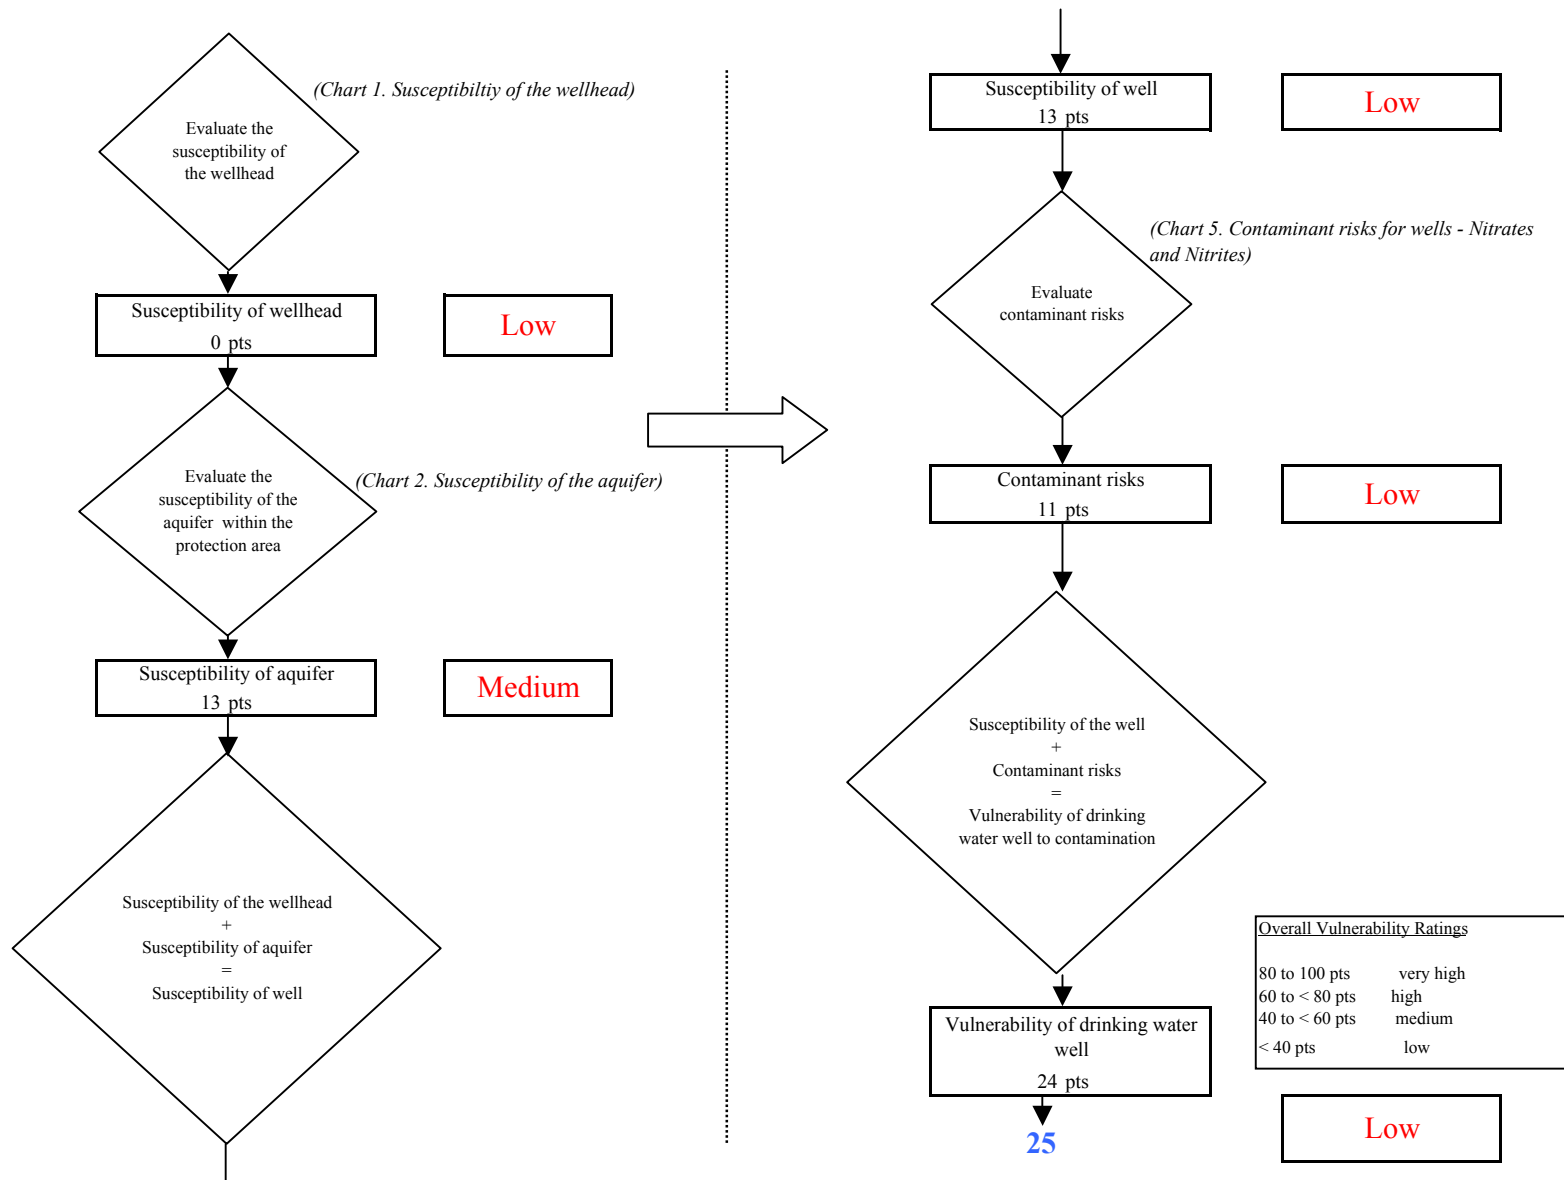 (Chart 1. Susceptibiltiy of the wellhead)
Evaluate the
susceptibility of
the wellhead
Susceptibility of wellhead
0 pts
Low
Evaluate the
susceptibility of the
aquifer within the
protection area
(Chart 2. Susceptibility of the aquifer)
Susceptibility of aquifer
13 pts
Medium
Susceptibility of the wellhead
+
Susceptibility of aquifer
=
Susceptibility of well
Susceptibility of well
13 pts
Low
(Chart 5. Contaminant risks for wells - Nitrates
and Nitrites)
Evaluate
contaminant risks
Contaminant risks
11 pts
Low
Susceptibility of the well
+
Contaminant risks
=
Vulnerability of drinking
water well to contamination
Overall Vulnerability Ratings
80 to 100 pts very high
60 to < 80 pts high
40 to < 60 pts medium
< 40 pts low
Vulnerability of drinking water
well
24 pts
25
Low